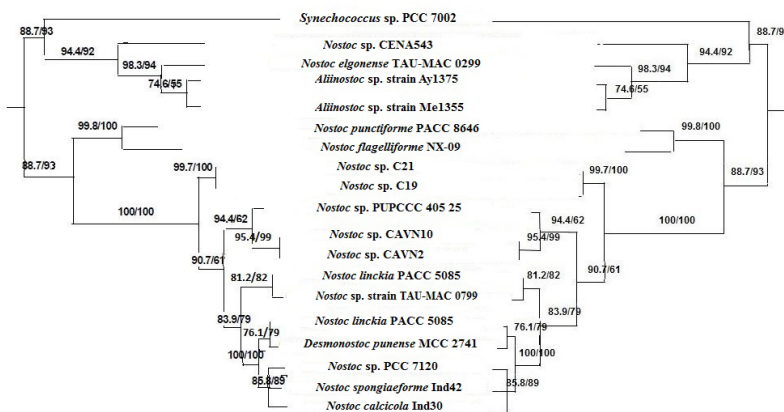 Synechococcus sp. PCC 7002
88.7/93
88.7/9
94.4/92
Nostoc sp. CENA543
94.4/92
98.3/94
Nostoc elgonense TAU-MAC 0299
98.3/94
74.6/55
Aliinostoc sp. strain Ay1375
74.6/55
Aliinostoc sp. strain Me1355
99.8/100
Nostoc punctiforme PACC 8646
99.8/100
Nostoc flagelliforme NX-09
88.7/93
99.7/100
Nostoc sp. C21
99.7/100
88.7/93
Nostoc sp. C19
100/100
94.4/62
Nostoc sp. PUPCCC 405 25
94.4/62
100/100
95.4/99
Nostoc sp. CAVN10
95.4/99
Nostoc sp. CAVN2
90.7/61
81.2/82
Nostoc linckia PACC 5085
81.2/82
90.7/61
Nostoc sp. strain TAU-MAC 0799
83.9/79
Nostoc linckia PACC 5085
83.9/79
76.1/79
Desmonostoc punense MCC 2741
76.1/79
100/100
100/100
Nostoc sp. PCC 7120
85.8/89
Nostoc spongiaeforme Ind42
85.8/89
Nostoc calcicola Ind30